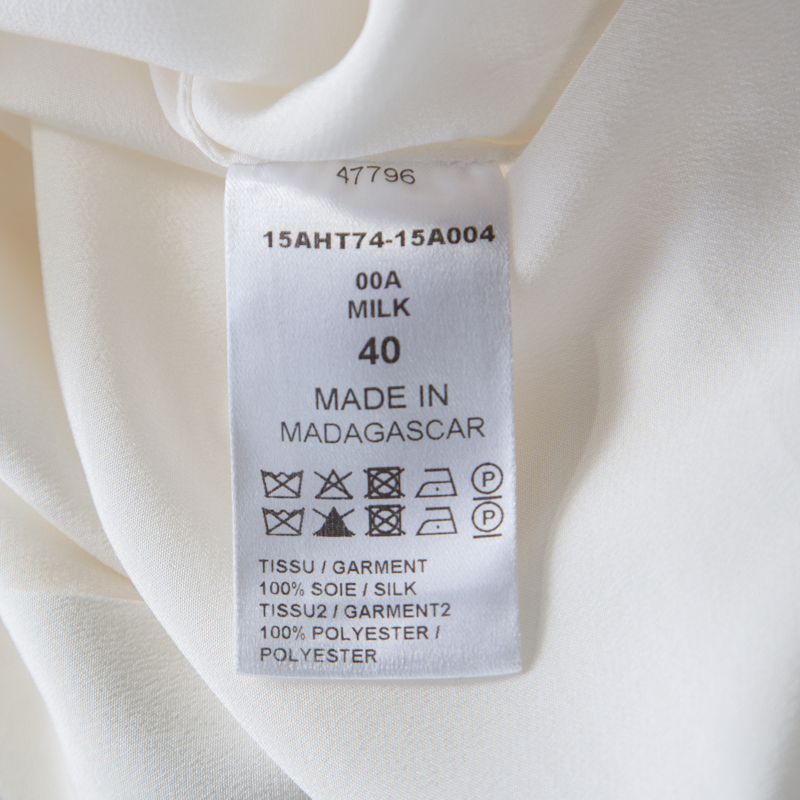 47796
15AHT74-15A004
00A
MILK
40
MADE IN
MADAGASCAR
P
P
TISSU / GARMENT
100% SOIE / SILK
TISSU2 / GARMENT2
100% POLYESTER /
POLYESTER